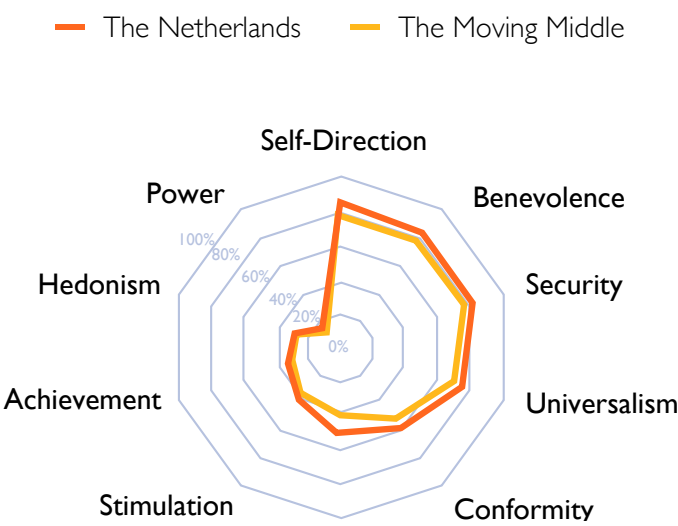 The Netherlands
The Moving Middle
Self-Direction
Power
Benevolence
100%
80%
Hedonism
60%
Security
40%
20%
0%
Achievement
Universalism
Stimulation
Conformity